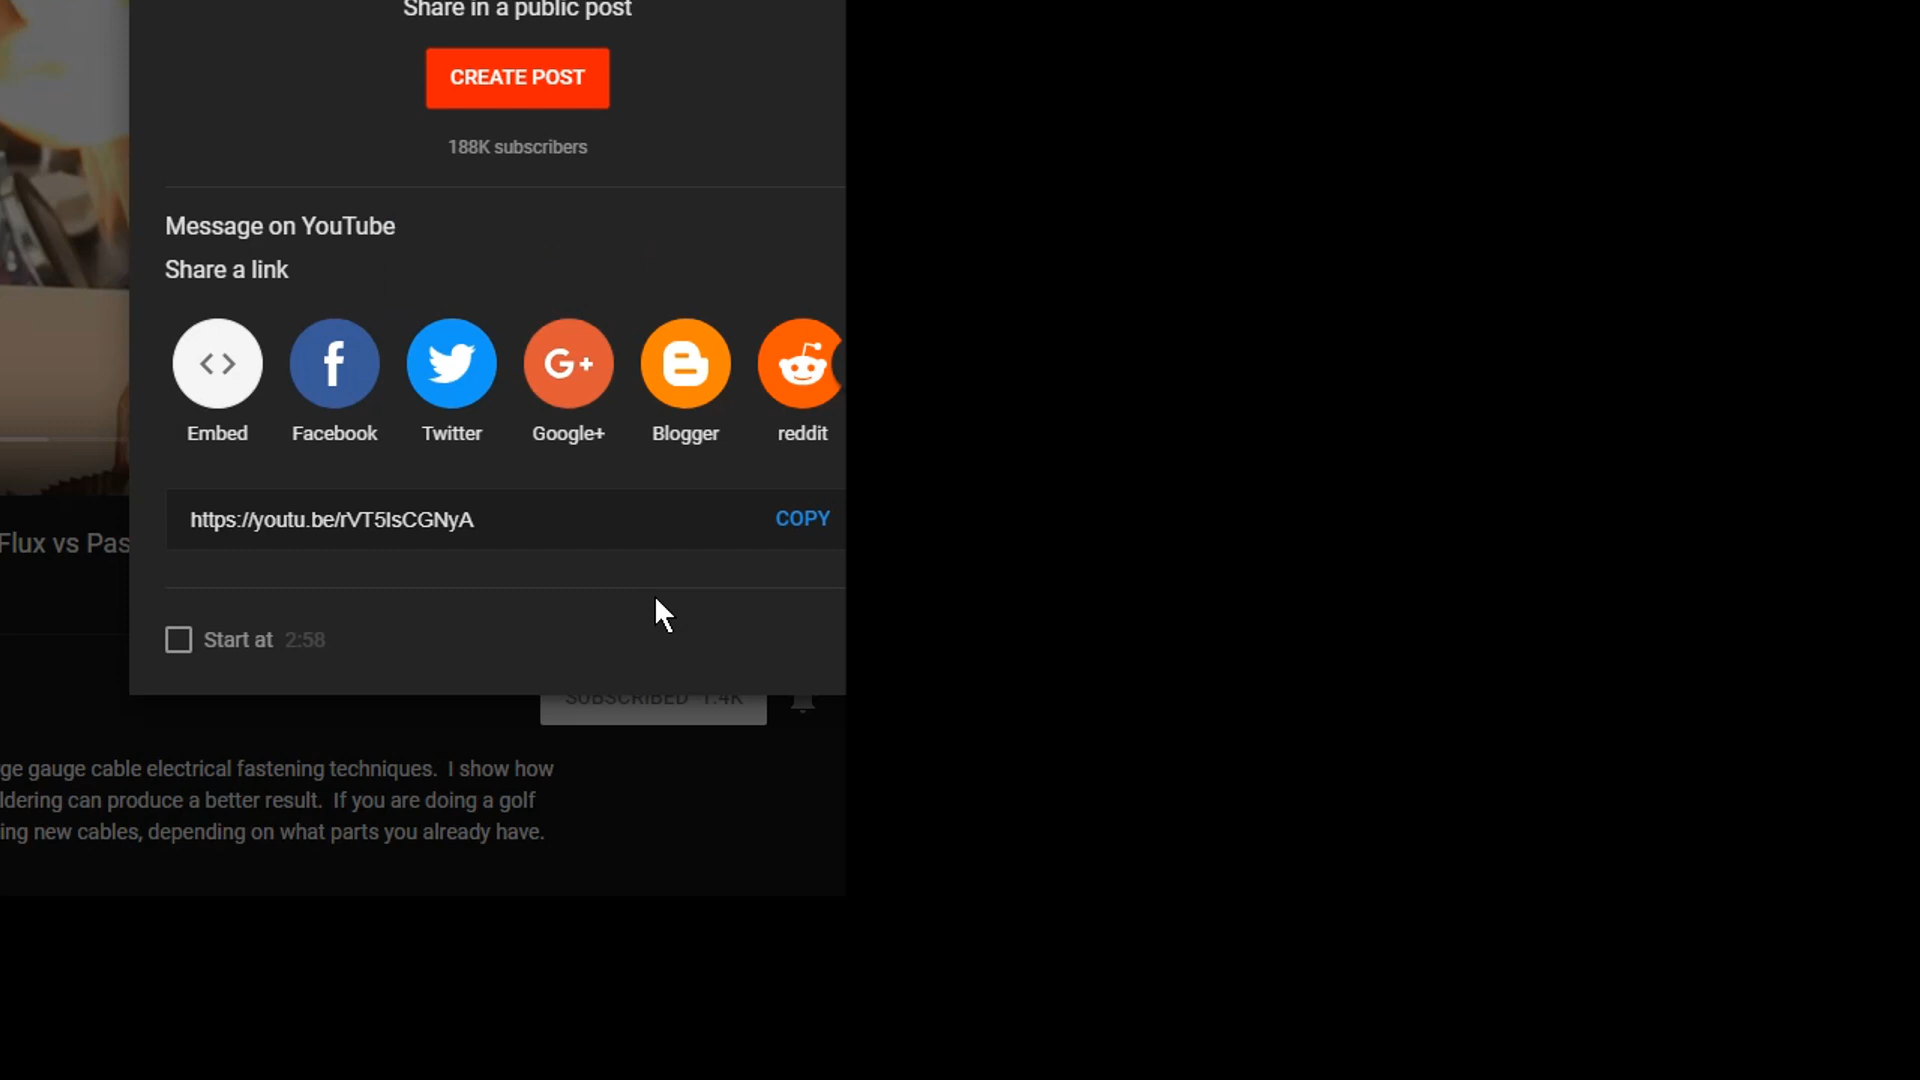 Share in a public post
CREATE POST
188K subscribers
Message on YouTube
Share a link
Embed
Facebook
Twitter
Google+
Blogger
reddit
https://youtu.be/rVT5IsCGNyA
COPY
Flux vs Pas
Start at 2:58
SUBSCRIBED 1.4K
ge gauge cable electrical fastening techniques. I show how
ldering can produce a better result. If you are doing a golf
ing new cables, depending on what parts you already have.